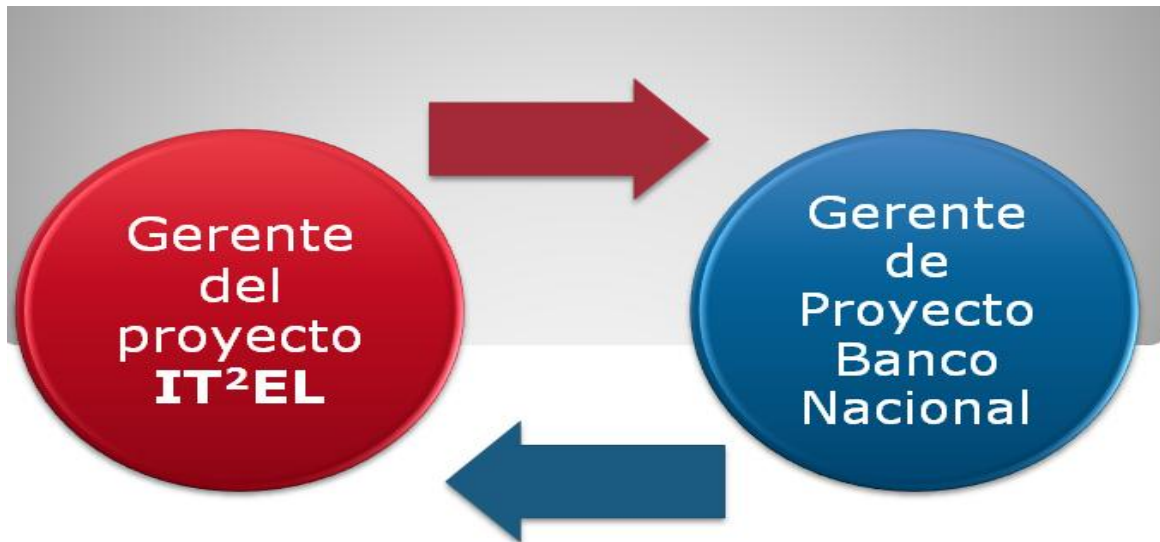 Gerente
del
proyecto
IT²EL
Gerente
de
Proyecto
Banco
Nacional